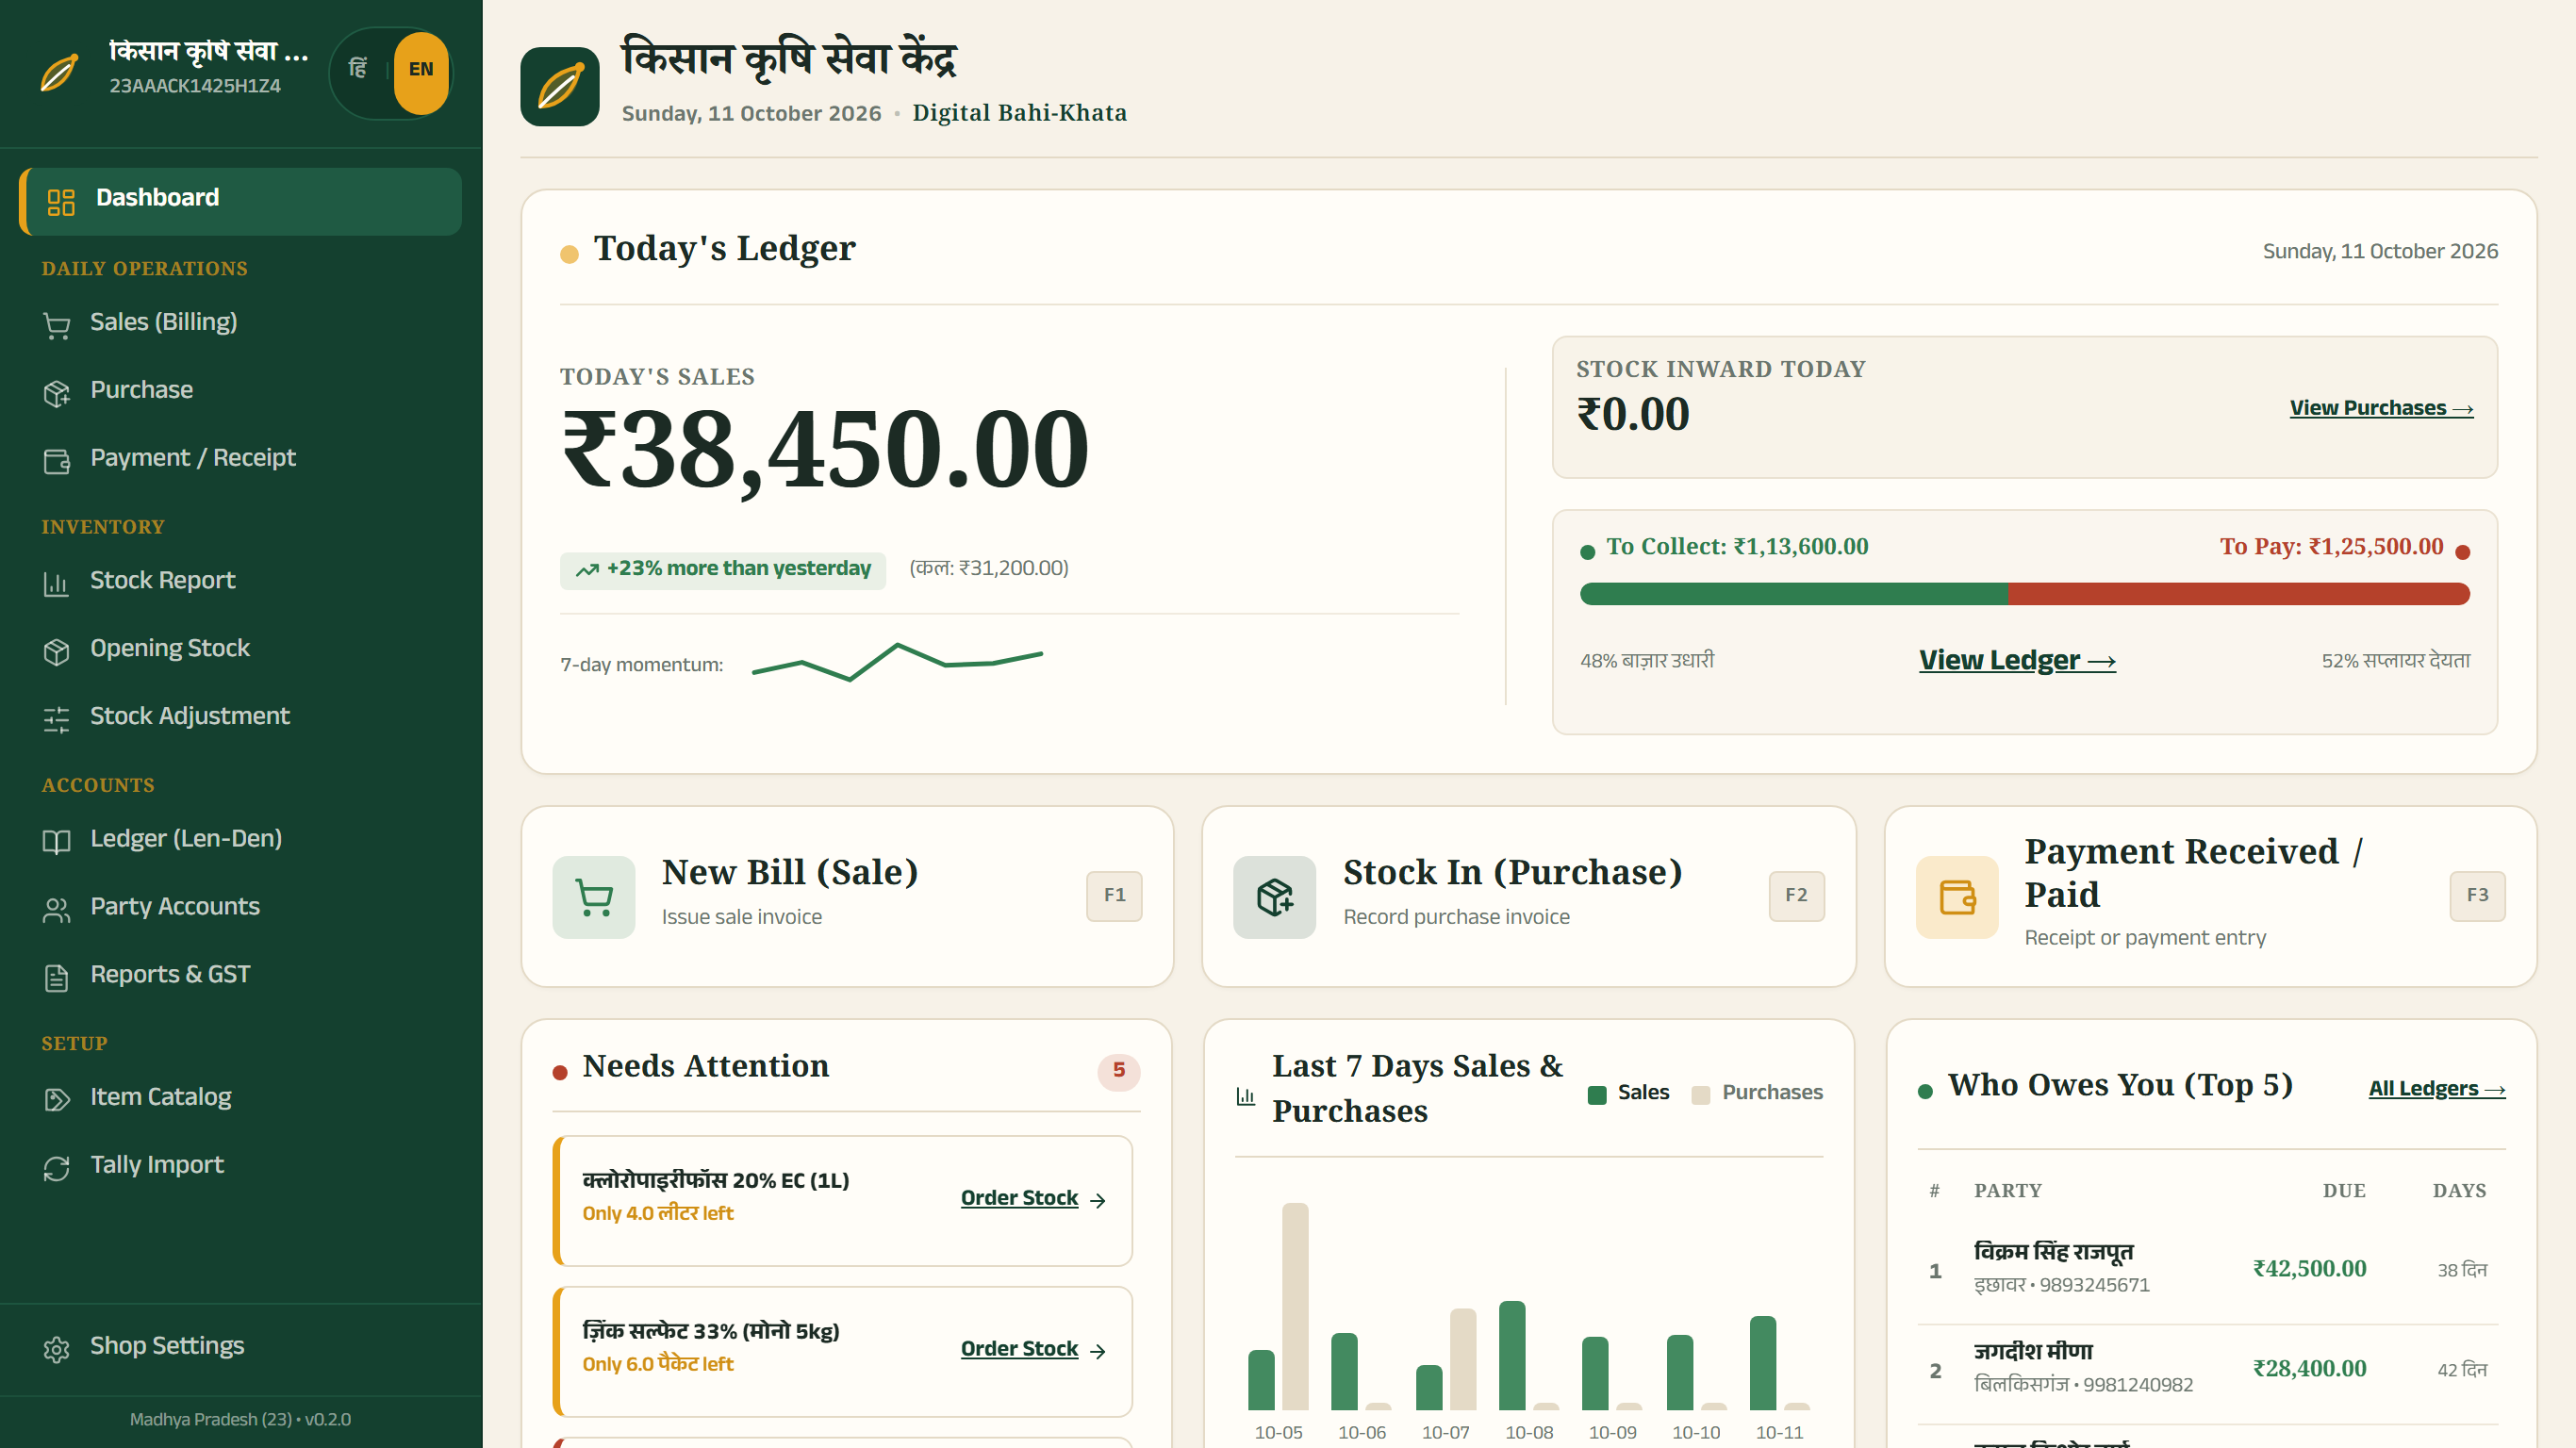 किसान कृषि सेवा ...
23AAACK1425H1Z4
हिं
EN
Dashboard
DAILY OPERATIONS
Sales (Billing)
Purchase
Payment / Receipt
INVENTORY
Stock Report
Opening Stock
Stock Adjustment
ACCOUNTS
Ledger (Len-Den)
Party Accounts
Reports & GST
SETUP
Item Catalog
Tally Import
Shop Settings
Madhya Pradesh (23) • v0.2.0
किसान कृषि सेवा केंद्र
Sunday, 11 October 2026 • Digital Bahi-Khata
Today's Ledger
Sunday, 11 October 2026
TODAY'S SALES
₹38,450.00
+23% more than yesterday (कल: ₹31,200.00)
7-day momentum:
STOCK INWARD TODAY
₹0.00
View Purchases →
To Collect: ₹1,13,600.00
To Pay: ₹1,25,500.00
48% बाज़ार उधारी
View Ledger →
52% सप्लायर देयता
New Bill (Sale)
Issue sale invoice
F1
Stock In (Purchase)
Record purchase invoice
F2
Payment Received /
Paid
Receipt or payment entry
F3
Needs Attention
5
क्लोरोपाइरीफॉस 20% EC (1L)
Only 4.0 लीटर left
Order Stock →
ज़िंक सल्फेट 33% (मोनो 5kg)
Only 6.0 पैकेट left
Order Stock →
Last 7 Days Sales &
Purchases
Sales
Purchases
10-05 10-06 10-07 10-08 10-09 10-10 10-11
Who Owes You (Top 5)
All Ledgers →
# PARTY DUE DAYS
1 विक्रम सिंह राजपूत ₹42,500.00 38 दिन
इछावर • 9893245671
2 जगदीश मीणा ₹28,400.00 42 दिन
बिलकिसगंज • 9981240982